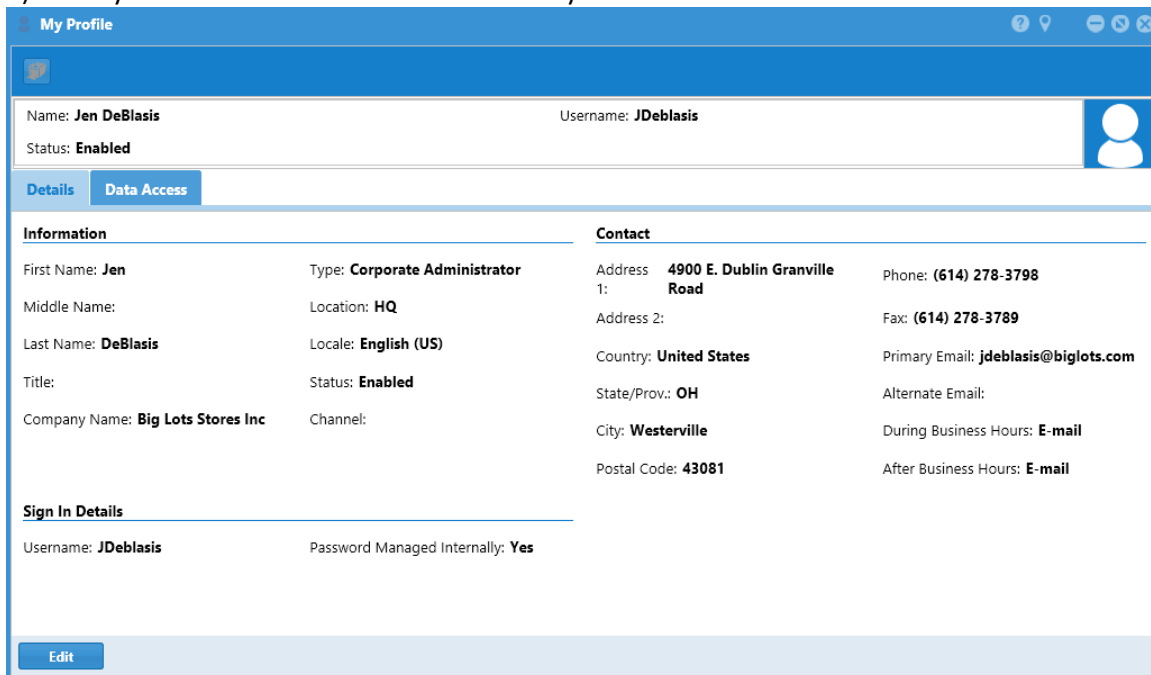 My Profile
Name: Jen DeBlasis
Username: JDeblasis
Status: Enabled
Details
Data Access
Information
First Name: Jen
Type: Corporate Administrator
Middle Name:
Location: HQ
Last Name: DeBlasis
Locale: English (US)
Title:
Status: Enabled
Company Name: Big Lots Stores Inc
Channel:
Contact
Address 1: 4900 E. Dublin Granville
Road
Phone: (614) 278-3798
Address 2:
Fax: (614) 278-3789
Country: United States
Primary Email: jdeblasis@biglots.com
State/Prov.: OH
Alternate Email:
City: Westerville
During Business Hours: E-mail
Postal Code: 43081
After Business Hours: E-mail
Sign In Details
Username: JDeblasis
Password Managed Internally: Yes
Edit